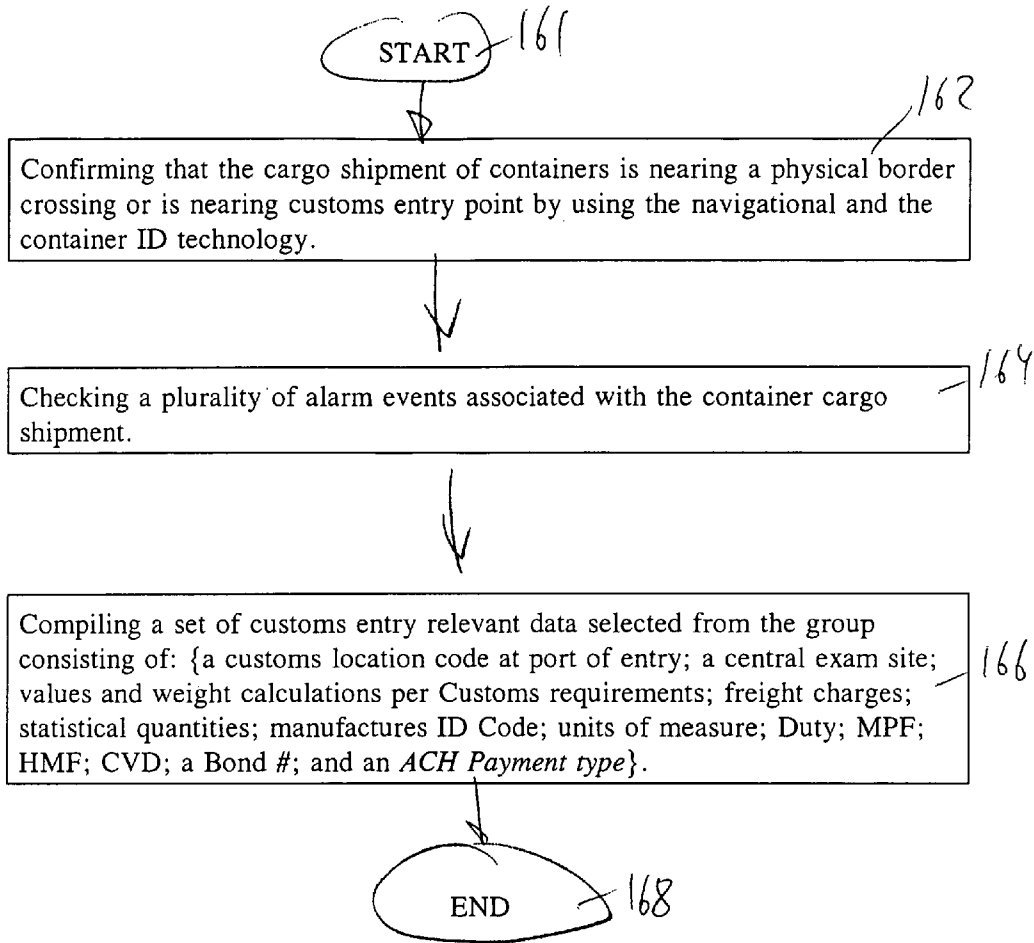 START 161
162
Confirming that the cargo shipment of containers is nearing a physical border
crossing or is nearing customs entry point by using the navigational and the
container ID technology.
164
Checking a plurality of alarm events associated with the container cargo
shipment.
Compiling a set of customs entry relevant data selected from the group
consisting of: {a customs location code at port of entry; a central exam site;
values and weight calculations per Customs requirements; freight charges;
statistical quantities; manufactures ID Code; units of measure; Duty; MPF;
HMF; CVD; a Bond #; and an ACH Payment type}.
166
END 168